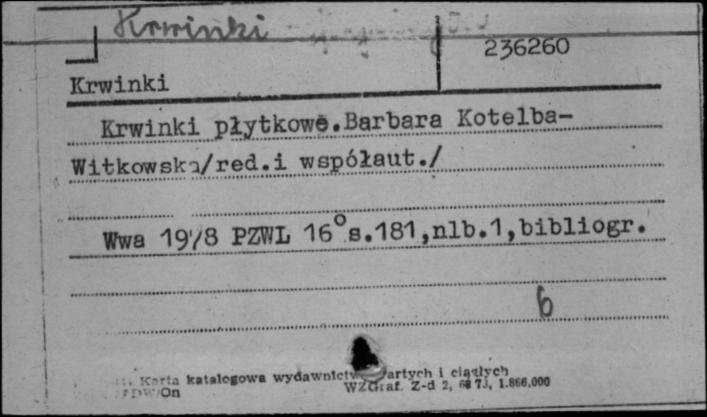 Krwinki
236260
Krwinki
Krwinki płytkowe.Barbara Kotelba-
Witkowska/red.i współaut./
Wwa 1978 PZWL 16° s.181,nlb.1,bibliogr.
6
Karta katalogowa wydawnictw zwartych i ciągłych
WZGraf. Z-d 2, 1.866.000